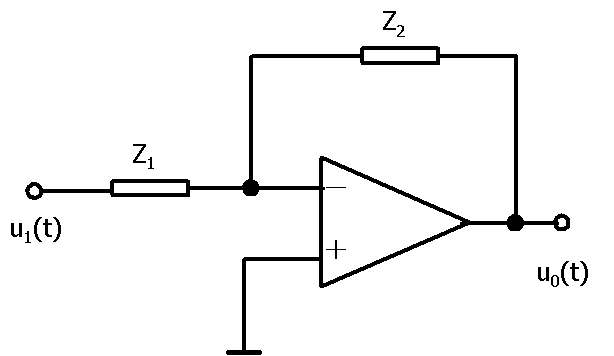 Z₂
Z₁
−
+
u₁(t)
u₀(t)